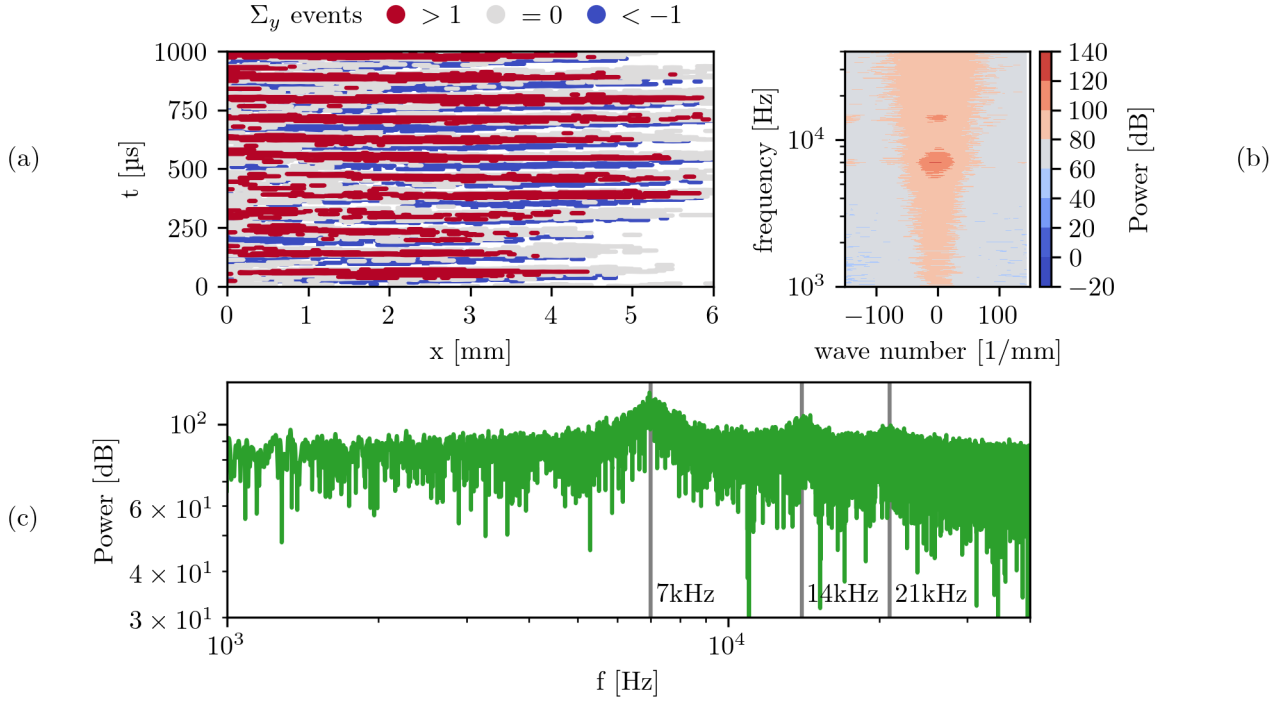 Σ_y events > 1 = 0 < −1
(a)
t [µs]
1000
750
500
250
0
0 1 2 3 4 5 6
x [mm]
frequency [Hz]
10^4
10^3
−100 0 100
wave number [1/mm]
140
120
100
80
60
40
20
0
−20
Power [dB]
(b)
(c)
Power [dB]
10^2
6 × 10^1
4 × 10^1
3 × 10^1
7kHz 14kHz 21kHz
10^3 10^4
f [Hz]